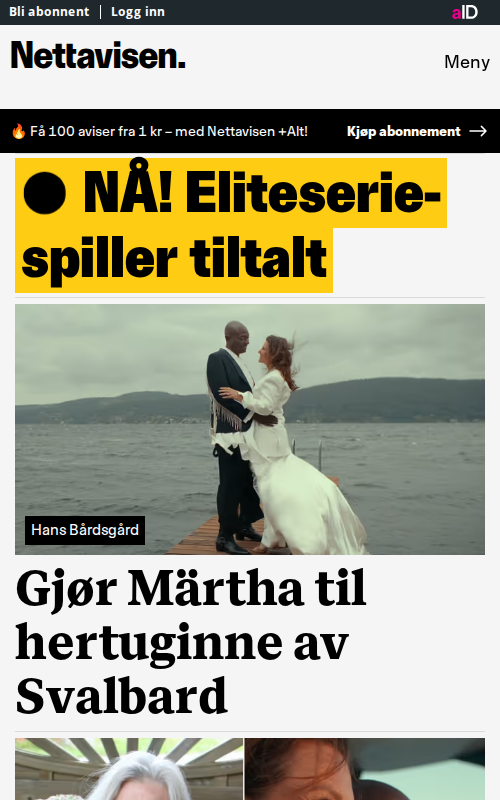 Bli abonnent | Logg inn
aID
Nettavisen.
Meny
🔥 Få 100 aviser fra 1 kr – med Nettavisen +Alt!
Kjøp abonnement →
● NÅ! Eliteserie-
spiller tiltalt
Hans Bårdsgård
Gjør Märtha til
hertuginne av
Svalbard